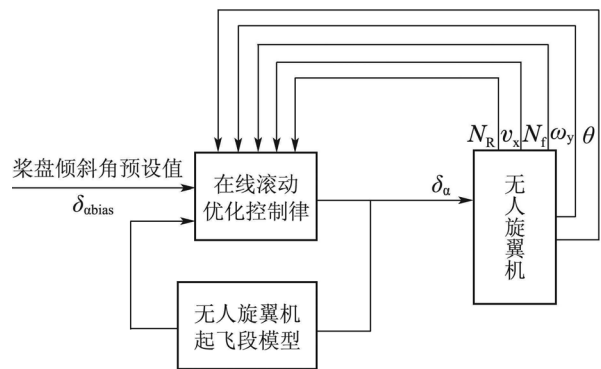 N_R v_x N_f ω_y θ
桨盘倾斜角预设值
δ_αbias
在线滚动
优化控制律
δ_α
无人旋翼机
无人旋翼机
起飞段模型